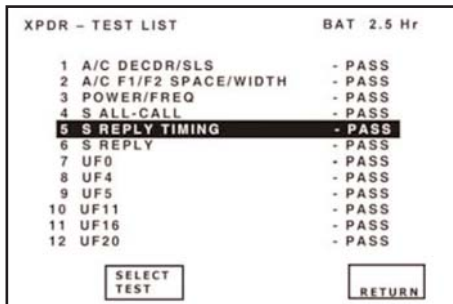 XPDR – TEST LIST BAT 2.5 Hr
1 A/C DECDR/SLS - PASS
2 A/C F1/F2 SPACE/WIDTH - PASS
3 POWER/FREQ - PASS
4 S ALL-CALL - PASS
5 S REPLY TIMING - PASS
6 S REPLY - PASS
7 UF0 - PASS
8 UF4 - PASS
9 UF5 - PASS
10 UF11 - PASS
11 UF16 - PASS
12 UF20 - PASS
SELECT
TEST
RETURN